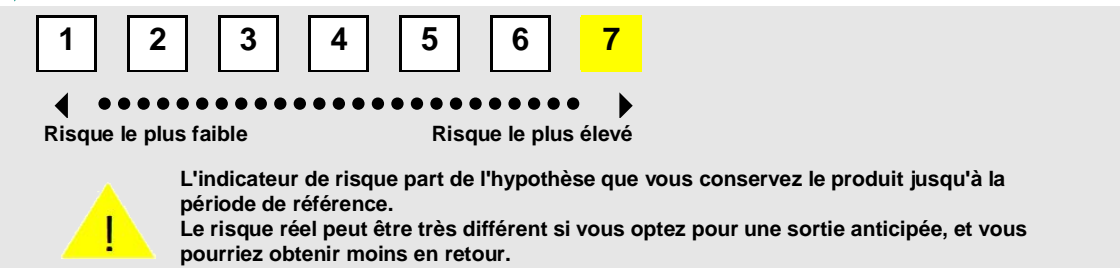 1 2 3 4 5 6 7
Risque le plus faible Risque le plus élevé
L'indicateur de risque part de l'hypothèse que vous conservez le produit jusqu'à la
période de référence.
! Le risque réel peut être très différent si vous optez pour une sortie anticipée, et vous
pourriez obtenir moins en retour.